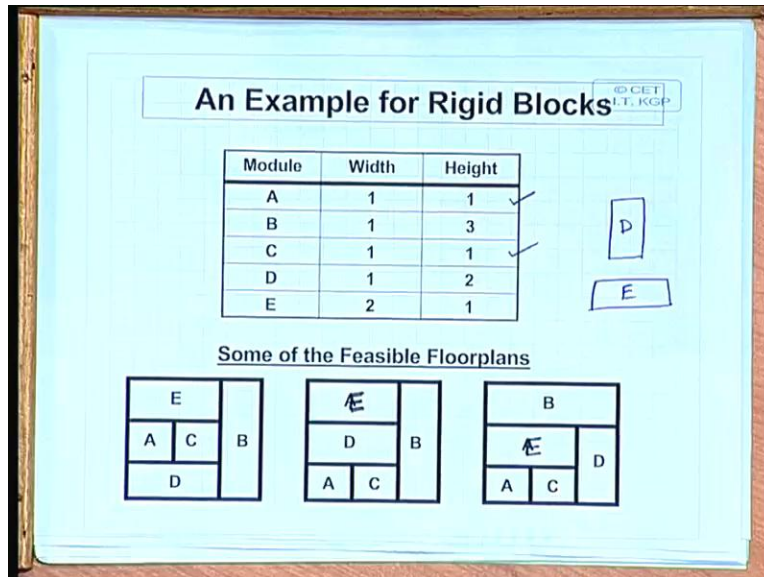 An Example for Rigid Blocks
© CET
I.T. KGP
Module Width Height
A 1 1
B 1 3
C 1 1
D 1 2
E 2 1
D
E
Some of the Feasible Floorplans
E
A C B
D
E
D B
A C
B
E D
A C